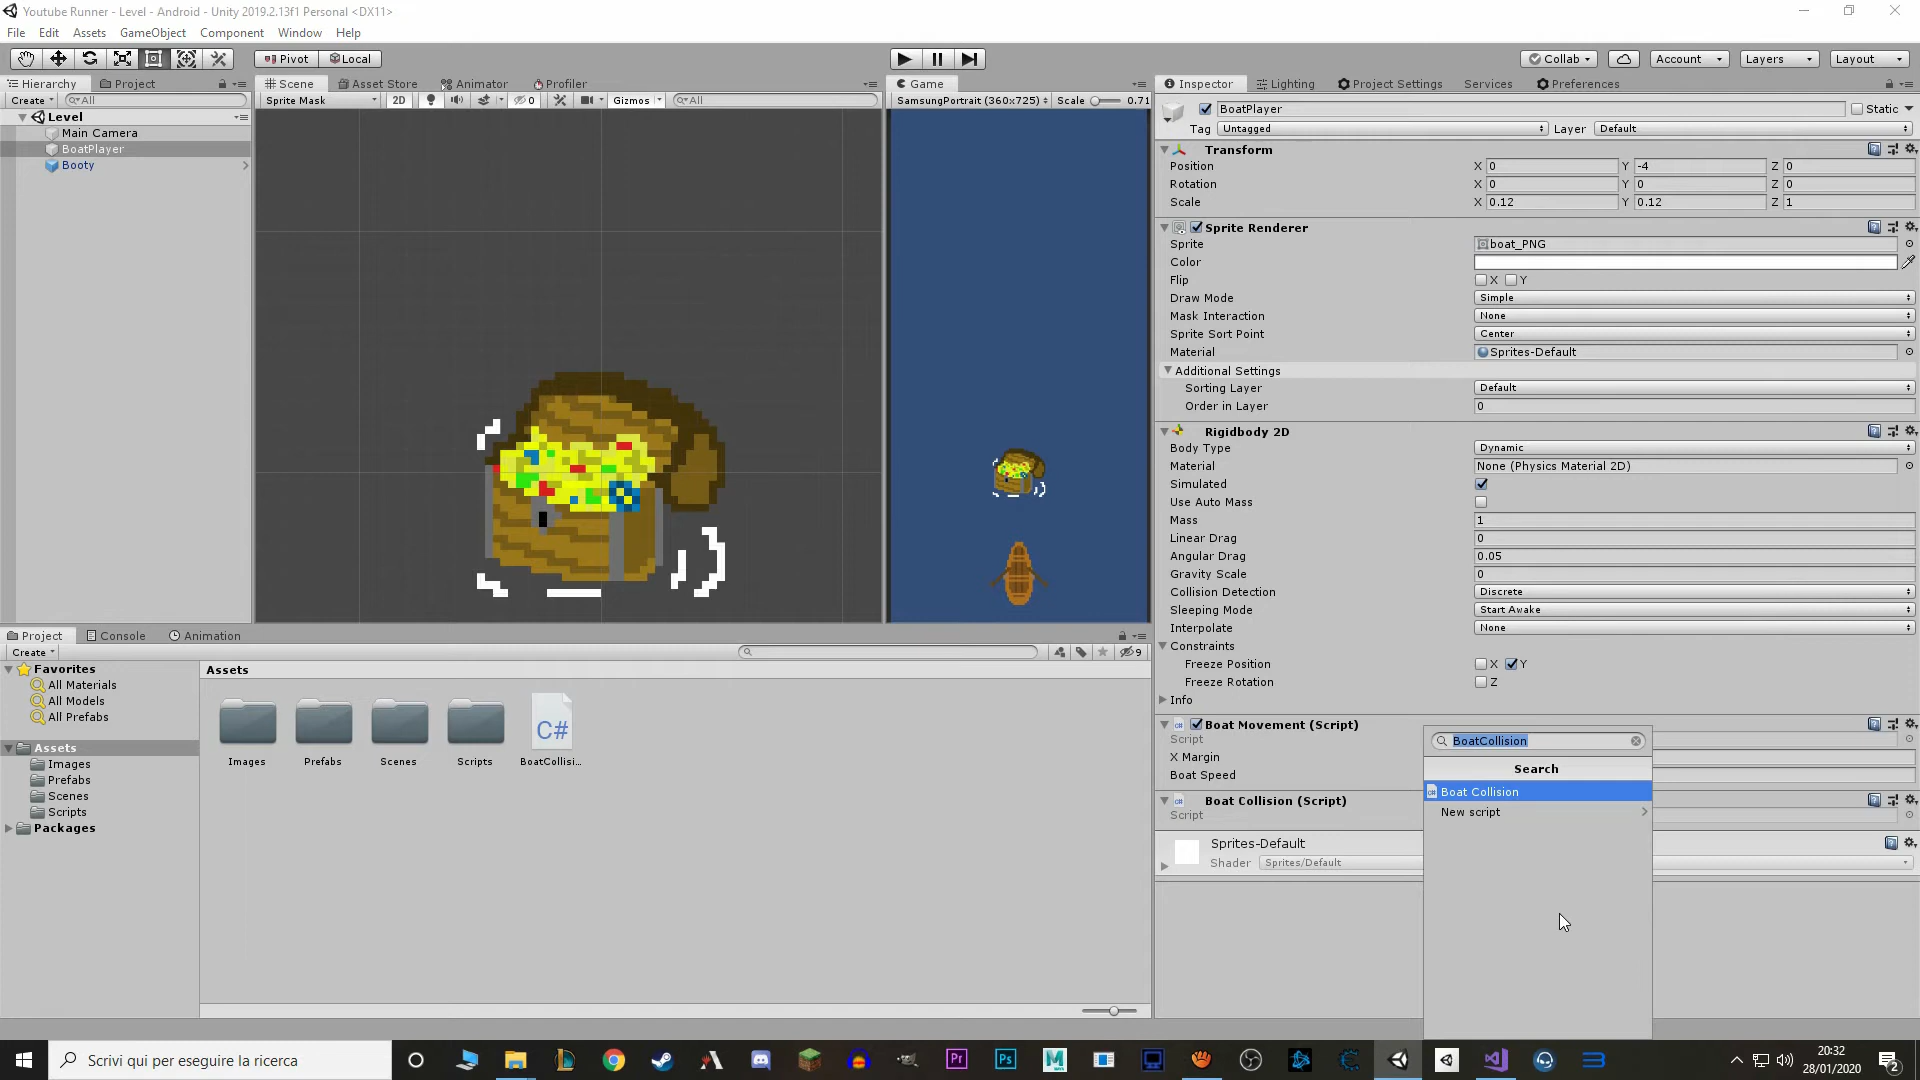 Youtube Runner - Level - Android - Unity 2019.2.13f1 Personal <DX11>
File Edit Assets GameObject Component Window Help
Pivot Local Collab Account Layers Layout
Hierarchy Project Scene Asset Store Animator Profiler Game Inspector Lighting Project Settings Services Preferences
Create All Sprite Mask 2D 0 Gizmos All SamsungPortrait (360x725) Scale 0.71
Level
Main Camera
BoatPlayer
Booty
BoatPlayer Static
Tag Untagged Layer Default
Transform
Position X 0 Y -4 Z 0
Rotation X 0 Y 0 Z 0
Scale X 0.12 Y 0.12 Z 1
Sprite Renderer
Sprite boat_PNG
Color
Flip X Y
Draw Mode Simple
Mask Interaction None
Sprite Sort Point Center
Material Sprites-Default
Additional Settings
Sorting Layer Default
Order in Layer 0
Rigidbody 2D
Body Type Dynamic
Material None (Physics Material 2D)
Simulated
Use Auto Mass
Mass 1
Linear Drag 0
Angular Drag 0.05
Gravity Scale 0
Collision Detection Discrete
Sleeping Mode Start Awake
Interpolate None
Constraints
Freeze Position X Y
Freeze Rotation Z
Info
Boat Movement (Script)
Script
X Margin
Boat Speed
Boat Collision (Script)
Script
Sprites-Default
Shader Sprites/Default
BoatCollision
Search
Boat Collision
New script
Project Console Animation
Create 9
Favorites
All Materials
All Models
All Prefabs
Assets
Images
Prefabs
Scenes
Scripts
Packages
Assets
C#
Images Prefabs Scenes Scripts BoatCollisi...
Scrivi qui per eseguire la ricerca
Pr Ps M
20:32
28/01/2020
2